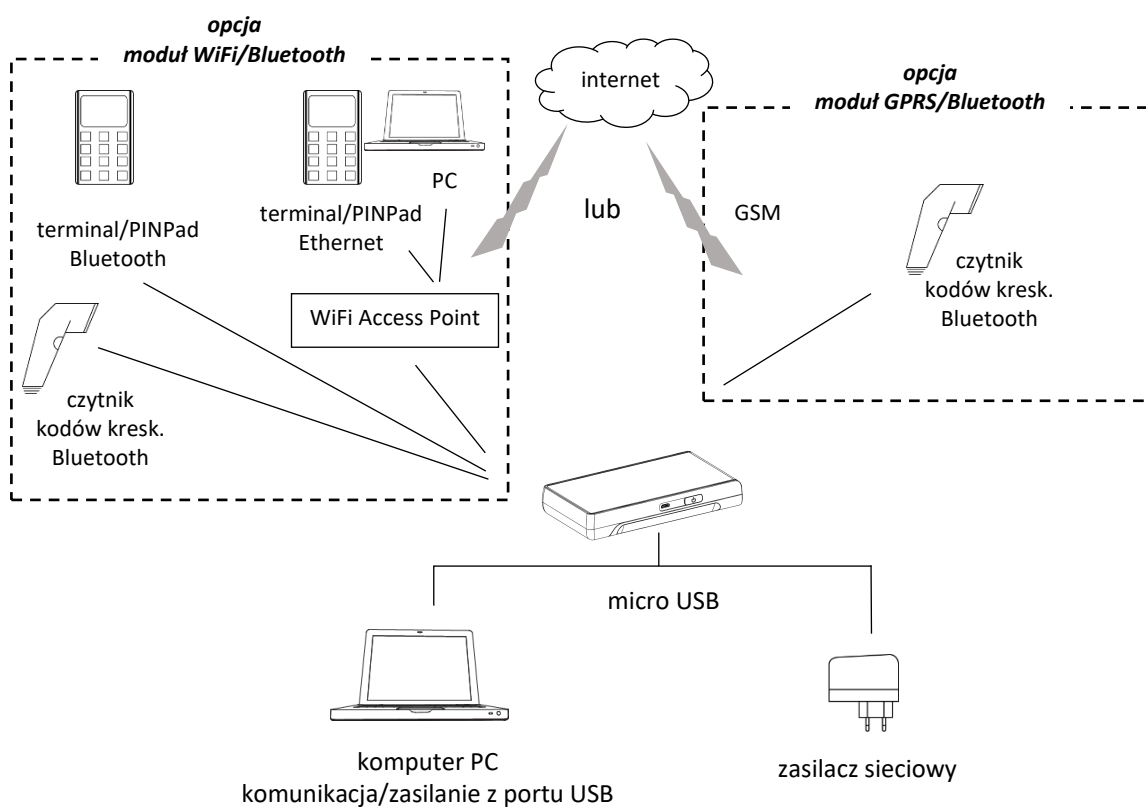 opcja
moduł WiFi/Bluetooth
terminal/PINPad
Bluetooth
terminal/PINPad
Ethernet
PC
WiFi Access Point
czytnik
kodów kresk.
Bluetooth
internet
lub
opcja
moduł GPRS/Bluetooth
GSM
czytnik
kodów kresk.
Bluetooth
micro USB
komputer PC
komunikacja/zasilanie z portu USB
zasilacz sieciowy